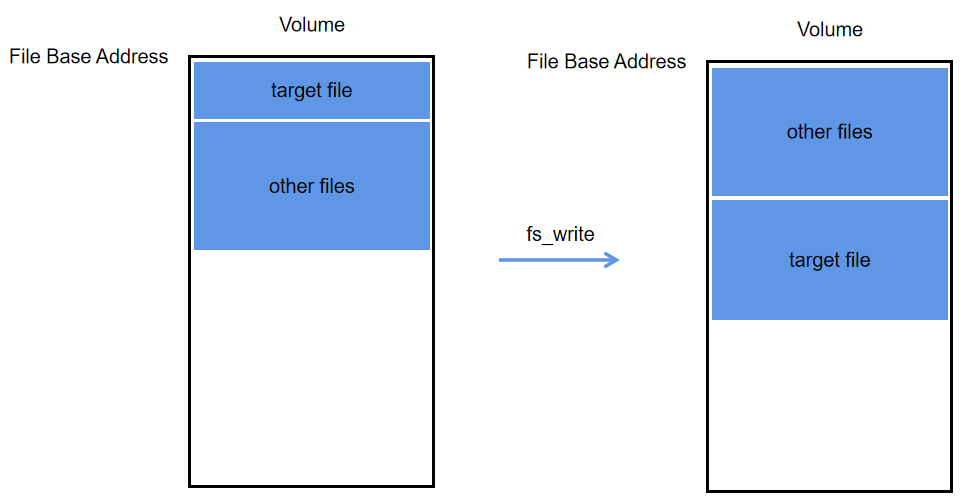 Volume
File Base Address
target file
other files
fs_write
Volume
File Base Address
other files
target file